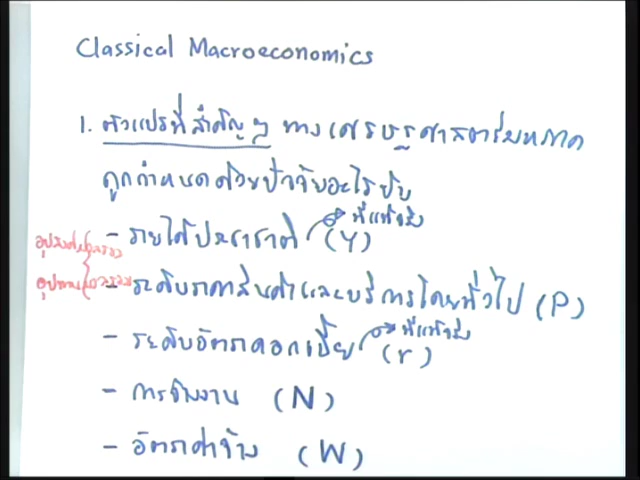 Classical Macroeconomics
1. ตัวแปรที่สำคัญๆ ทางเศรษฐศาสตร์มหภาค
ถูกกำหนดด้วยปัจจัยอะไรบ้าง
ที่แท้จริง
- รายได้ประชาชาติ (Y)
อุปสงค์มวลรวม
อุปทานมวลรวม
- ระดับราคาสินค้าและบริการโดยทั่วไป (P)
ที่แท้จริง
- ระดับอัตราดอกเบี้ย (r)
- การจ้างงาน (N)
- อัตราค่าจ้าง (W)